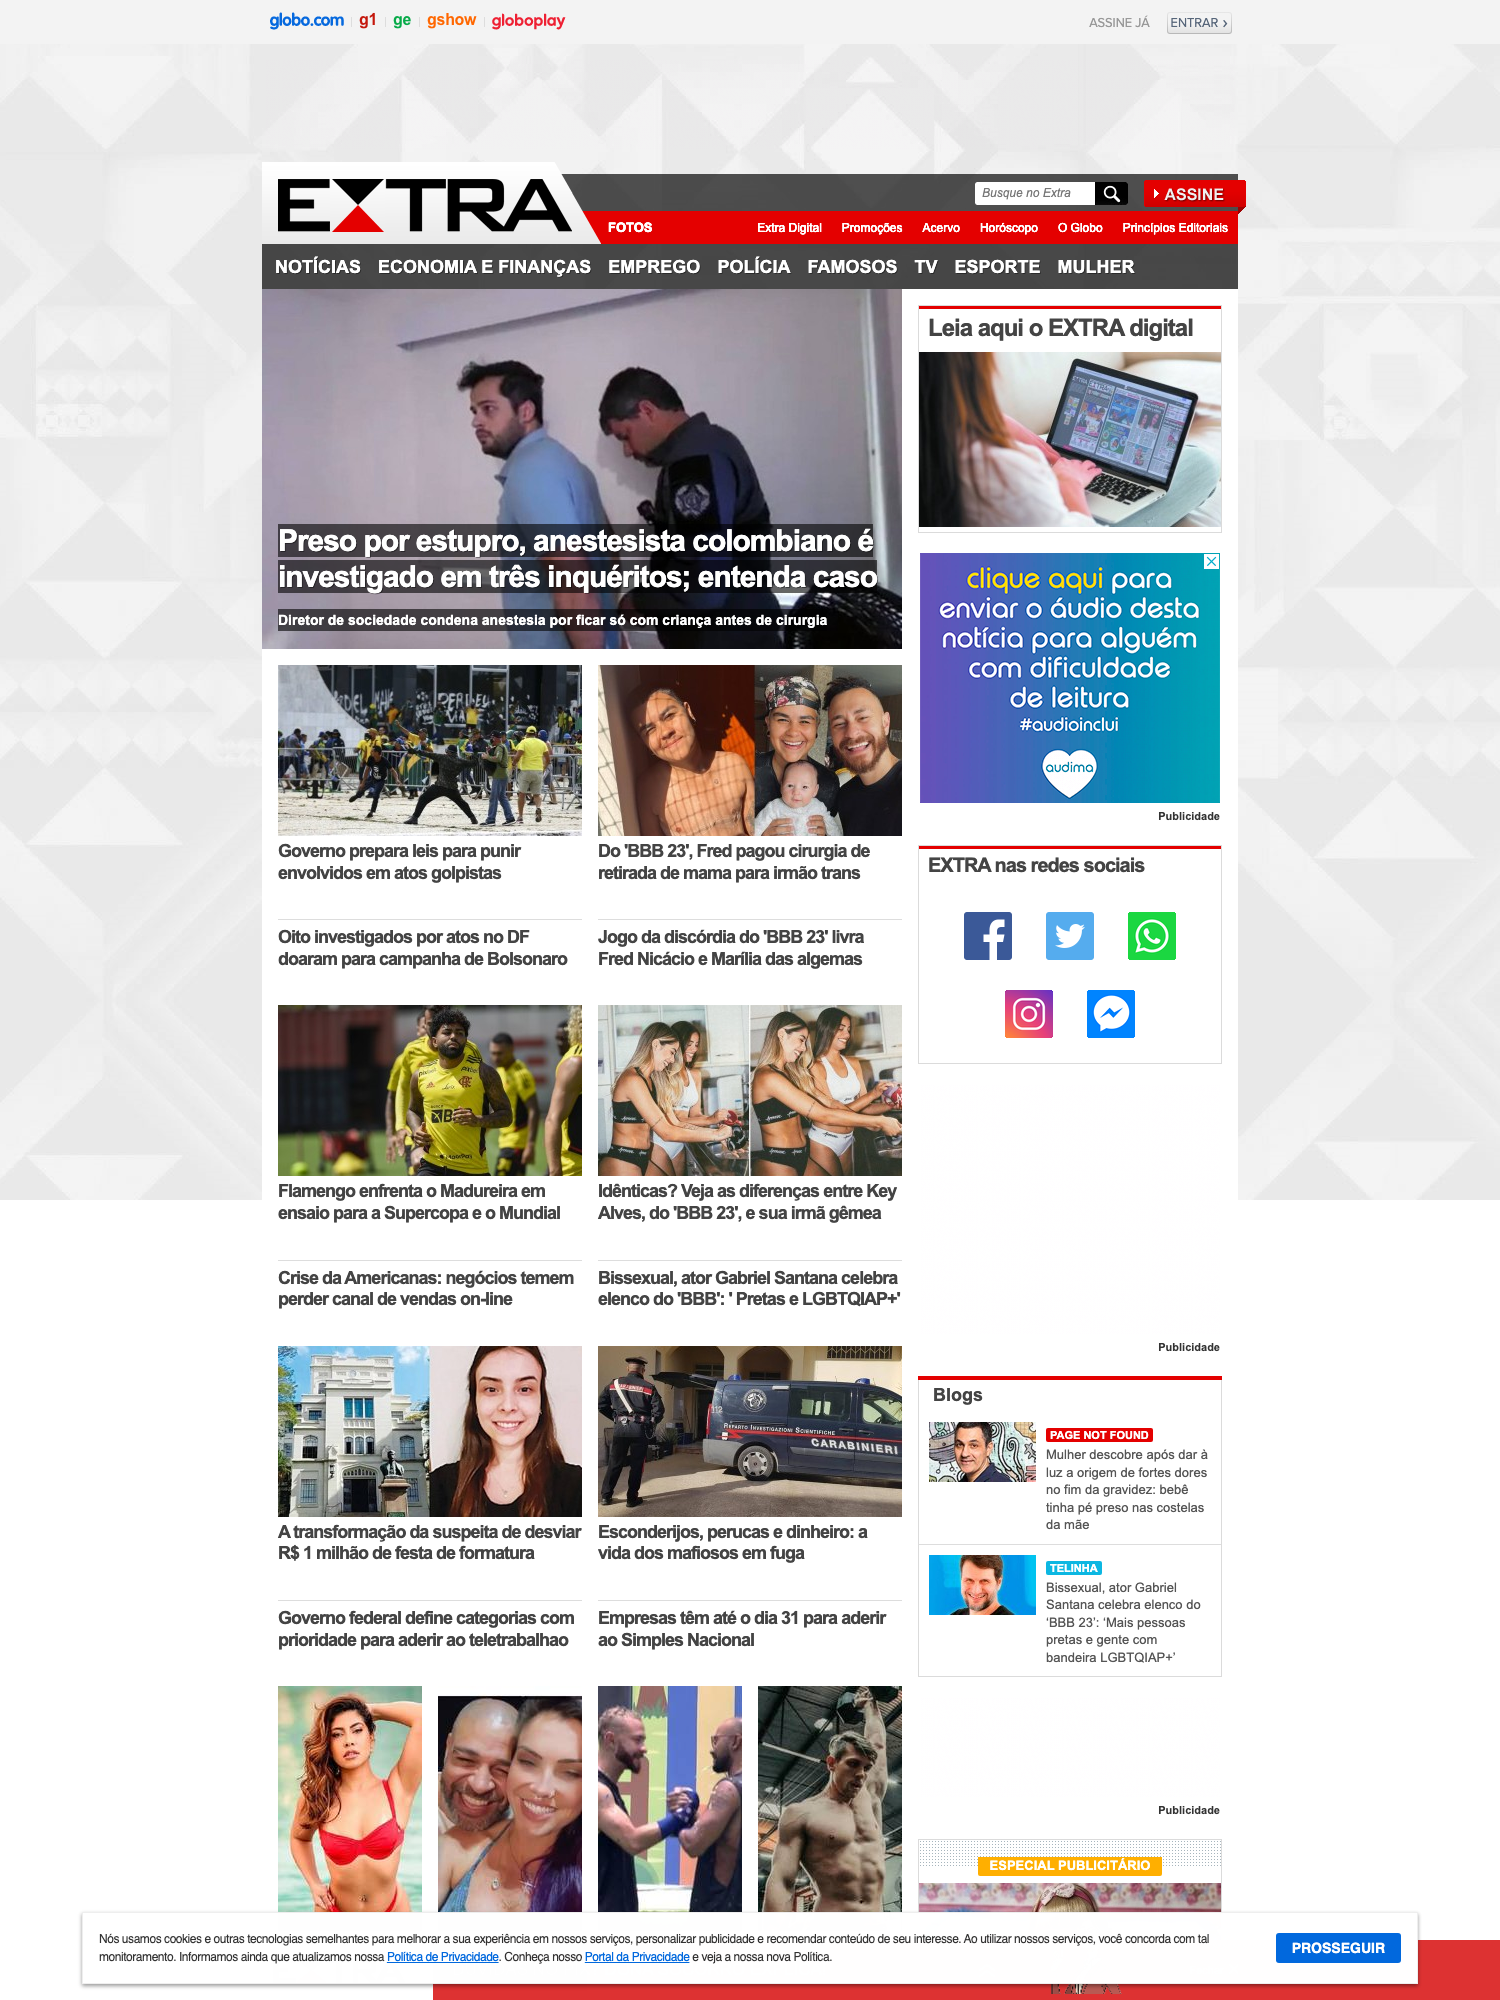 globo.com g1 ge gshow globoplay
ASSINE JÁ ENTRAR ›
EXTRA
Busque no Extra
ASSINE
FOTOS
Extra Digital Promoções Acervo Horóscopo O Globo Princípios Editoriais
NOTÍCIAS ECONOMIA E FINANÇAS EMPREGO POLÍCIA FAMOSOS TV ESPORTE MULHER
Preso por estupro, anestesista colombiano é
investigado em três inquéritos; entenda caso
Diretor de sociedade condena anestesia por ficar só com criança antes de cirurgia
Leia aqui o EXTRA digital
clique aqui para
enviar o áudio desta
notícia para alguém
com dificuldade
de leitura
#audioinclui
audima
Publicidade
Governo prepara leis para punir
envolvidos em atos golpistas
Do 'BBB 23', Fred pagou cirurgia de
retirada de mama para irmão trans
EXTRA nas redes sociais
Oito investigados por atos no DF
doaram para campanha de Bolsonaro
Jogo da discórdia do 'BBB 23' livra
Fred Nicácio e Marília das algemas
Flamengo enfrenta o Madureira em
ensaio para a Supercopa e o Mundial
Idênticas? Veja as diferenças entre Key
Alves, do 'BBB 23', e sua irmã gêmea
Crise da Americanas: negócios temem
perder canal de vendas on-line
Bissexual, ator Gabriel Santana celebra
elenco do 'BBB': ' Pretas e LGBTQIAP+'
Publicidade
112
REPARTO INVESTIGAZIONI SCIENTIFICHE
CARABINIERI
A transformação da suspeita de desviar
R$ 1 milhão de festa de formatura
Esconderijos, perucas e dinheiro: a
vida dos mafiosos em fuga
Blogs
PAGE NOT FOUND
Mulher descobre após dar à
luz a origem de fortes dores
no fim da gravidez: bebê
tinha pé preso nas costelas
da mãe
TELINHA
Bissexual, ator Gabriel
Santana celebra elenco do
‘BBB 23’: ‘Mais pessoas
pretas e gente com
bandeira LGBTQIAP+’
Governo federal define categorias com
prioridade para aderir ao teletrabalhao
Empresas têm até o dia 31 para aderir
ao Simples Nacional
Publicidade
ESPECIAL PUBLICITÁRIO
Nós usamos cookies e outras tecnologias semelhantes para melhorar a sua experiência em nossos serviços, personalizar publicidade e recomendar conteúdo de seu interesse. Ao utilizar nossos serviços, você concorda com tal
monitoramento. Informamos ainda que atualizamos nossa Política de Privacidade. Conheça nosso Portal da Privacidade e veja a nossa nova Política.
PROSSEGUIR